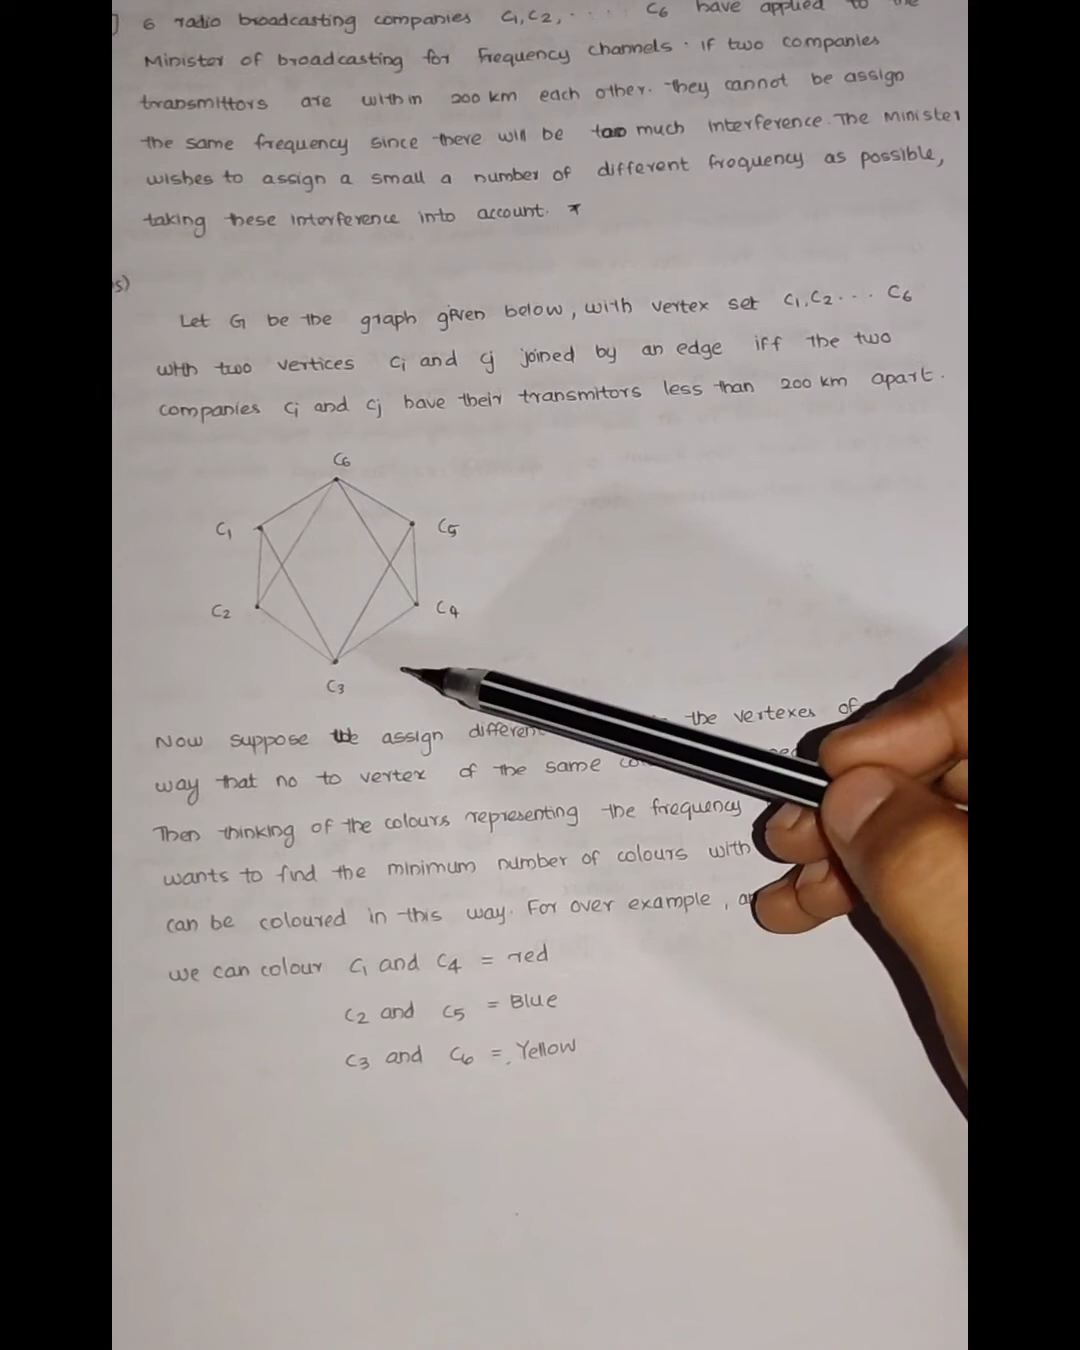 6 radio broadcasting companies C1, C2, ..... C6 have applied to the
Minister of broadcasting for frequency channels. if two companies
transmittors are within 200 km each other. they cannot be assign
the same frequency since there will be too much interference. The Minister
wishes to assign a small a number of different frequency as possible,
taking these interference into account.
s)
Let G be the graph given below, with vertex set C1, C2 ... C6
with two vertices Ci and Cj joined by an edge iff the two
companies Ci and Cj have their transmitors less than 200 km apart.
C6
C1
C5
C2
C4
C3
Now suppose we assign different the vertexes of
way that no to vertex of the same
Then thinking of the colours representing the frequency
wants to find the minimum number of colours with
can be coloured in this way. For over example,
we can colour C1 and C4 = red
C2 and C5 = Blue
C3 and C6 = Yellow